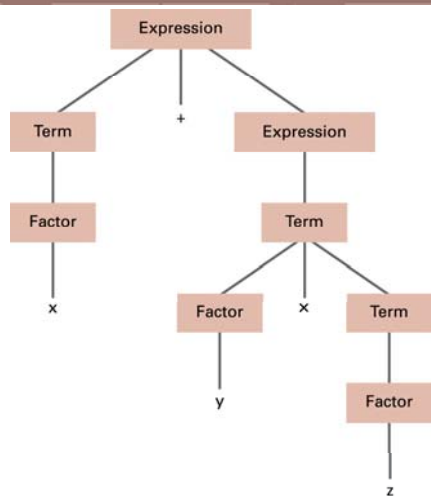 Expression
Term + Expression
Factor Term
x Factor × Term
y Factor
z